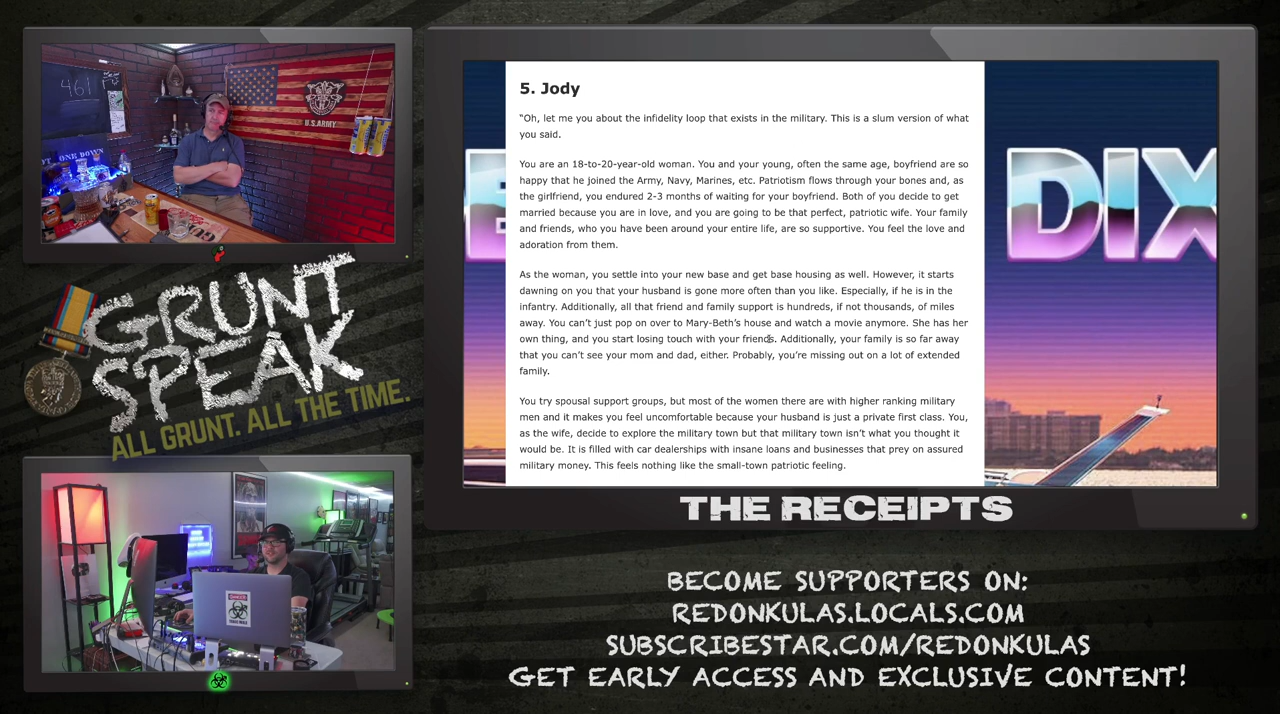 461
U.S.ARMY.
ONE DOWN
GRUNT
SPEAK
ALL GRUNT. ALL THE TIME.
DANGER
5. Jody
“Oh, let me you about the infidelity loop that exists in the military. This is a slum version of what
you said.
You are an 18-to-20-year-old woman. You and your young, often the same age, boyfriend are so
happy that he joined the Army, Navy, Marines, etc. Patriotism flows through your bones and, as
the girlfriend, you endured 2-3 months of waiting for your boyfriend. Both of you decide to get
married because you are in love, and you are going to be that perfect, patriotic wife. Your family
and friends, who you have been around your entire life, are so supportive. You feel the love and
adoration from them.
As the woman, you settle into your new base and get base housing as well. However, it starts
dawning on you that your husband is gone more often than you like. Especially, if he is in the
infantry. Additionally, all that friend and family support is hundreds, if not thousands, of miles
away. You can’t just pop on over to Mary-Beth’s house and watch a movie anymore. She has her
own thing, and you start losing touch with your friends. Additionally, your family is so far away
that you can’t see your mom and dad, either. Probably, you’re missing out on a lot of extended
family.
You try spousal support groups, but most of the women there are with higher ranking military
men and it makes you feel uncomfortable because your husband is just a private first class. You,
as the wife, decide to explore the military town but that military town isn’t what you thought it
would be. It is filled with car dealerships with insane loans and businesses that prey on assured
military money. This feels nothing like the small-town patriotic feeling.
DIX
THE RECEIPTS
BECOME SUPPORTERS ON:
REDONKULAS.LOCALS.COM
SUBSCRIBESTAR.COM/REDONKULAS
GET EARLY ACCESS AND EXCLUSIVE CONTENT!